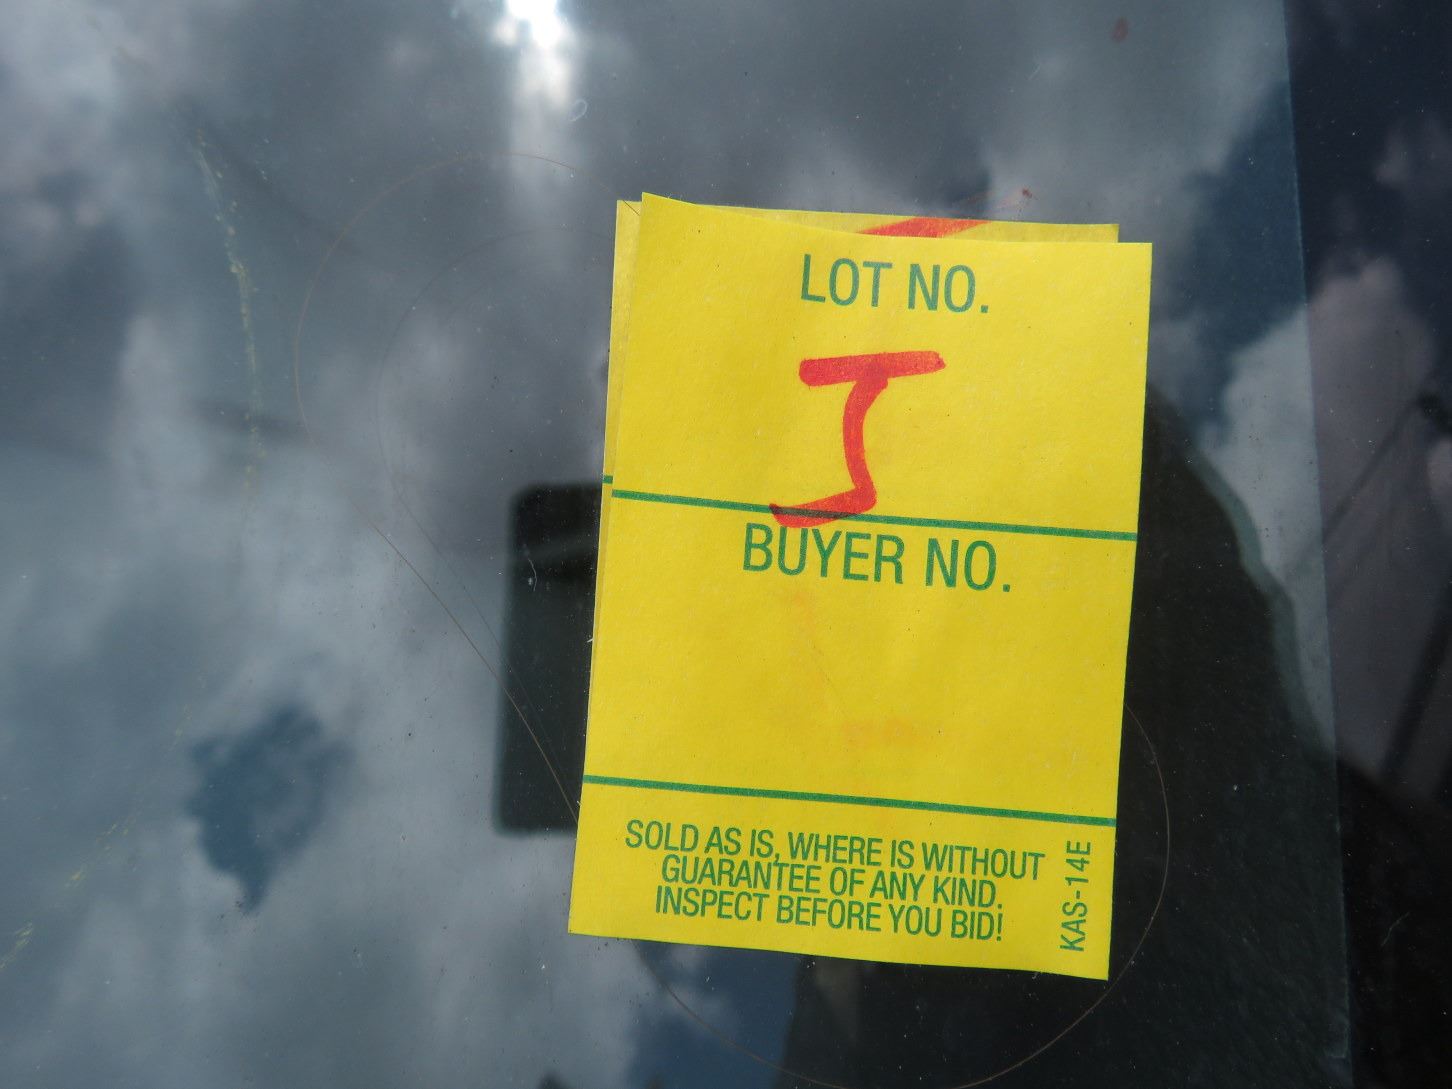 LOT NO.
J
BUYER NO.
SOLD AS IS, WHERE IS WITHOUT
GUARANTEE OF ANY KIND.
INSPECT BEFORE YOU BID!
KAS-14E